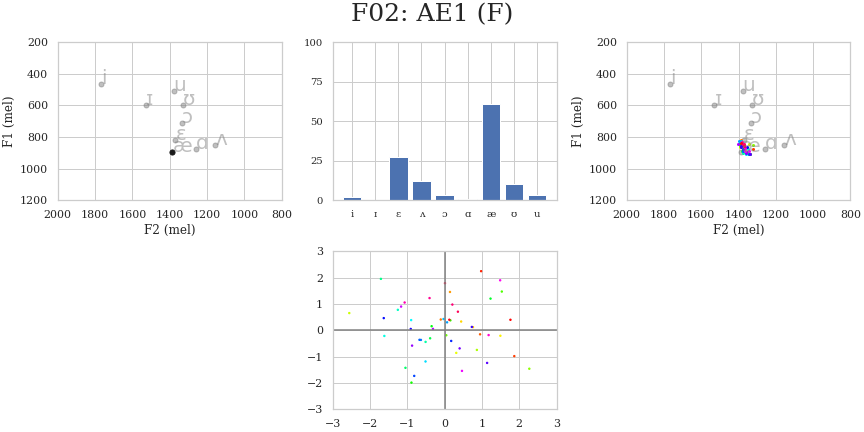 F02: AE1 (F)
200
400
600
800
1000
1200
2000 1800 1600 1400 1200 1000 800
F1 (mel)
F2 (mel)
i
ɪ
u
ʊ
ɔ
ɛ
æ
ɑ
ʌ
100
75
50
25
0
i ɪ ɛ ʌ ɔ ɑ æ ʊ u
200
400
600
800
1000
1200
2000 1800 1600 1400 1200 1000 800
F1 (mel)
F2 (mel)
i
ɪ
u
ʊ
ɔ
ɛ
æ
ɑ
ʌ
3
2
1
0
−1
−2
−3
−3 −2 −1 0 1 2 3